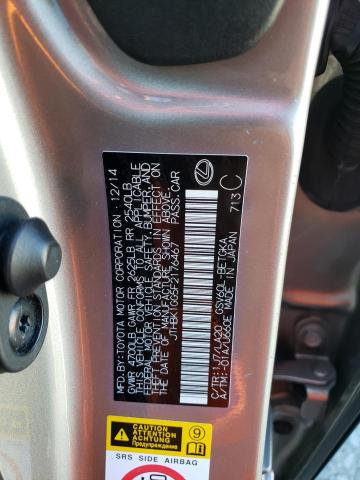 MFD.BY:TOYOTA MOTOR CORPORATION 12/14
GVWR 4700LB GAWR FR 2625LB RR 2540LB
THIS VEHICLE CONFORMS TO ALL APPLICABLE
FEDERAL MOTOR VEHICLE SAFETY, BUMPER, AND
THEFT PREVENTION STANDARDS IN EFFECT ON
THE DATE OF MANUFACTURE SHOWN ABOVE.
JTHBK1GG5F2176467 PASS.CAR
C/TR:1J7/LA20 GSV60L-BETGKA 713 C
A/TM:-01A/U660E MADE IN JAPAN
CAUTION
ATTENTION
ACHTUNG
Предупреждение
9
SRS SIDE AIRBAG